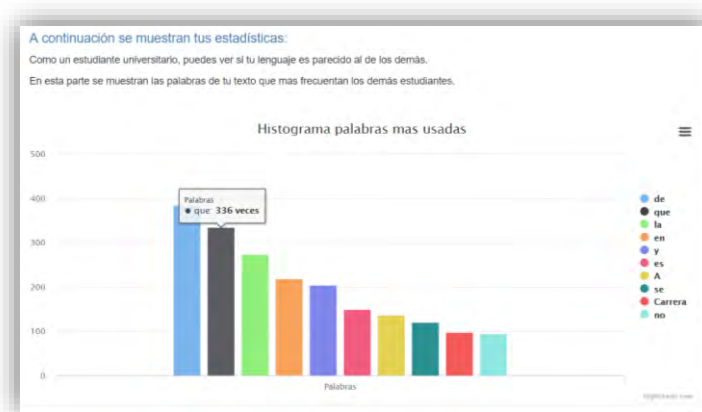 A continuación se muestran tus estadísticas:
Como un estudiante universitario, puedes ver si tu lenguaje es parecido al de los demás.
En esta parte se muestran las palabras de tu texto que mas frecuentan los demás estudiantes.
Histograma palabras mas usadas
500
400
300
200
100
0
Palabras
que: 336 veces
de
que
la
en
y
es
A
se
Carrera
no
Palabras
Highcharts.com